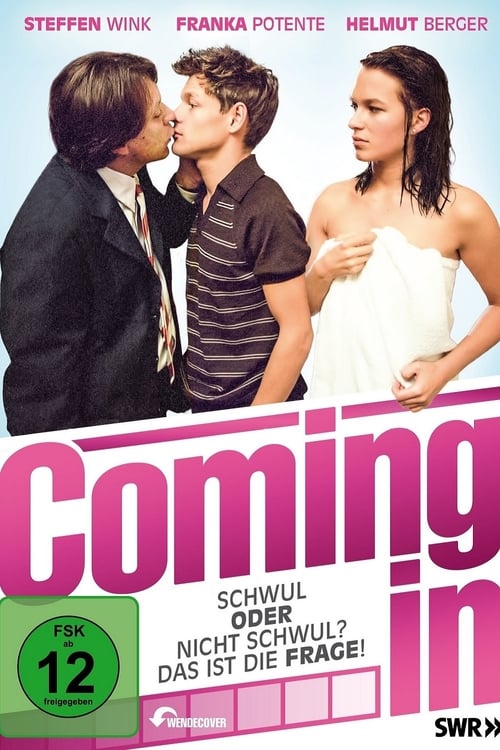 STEFFEN WINK FRANKA POTENTE HELMUT BERGER
Coming
in
SCHWUL
ODER
NICHT SCHWUL?
DAS IST DIE FRAGE!
FSK
ab
12
freigegeben
WENDECOVER
SWR»